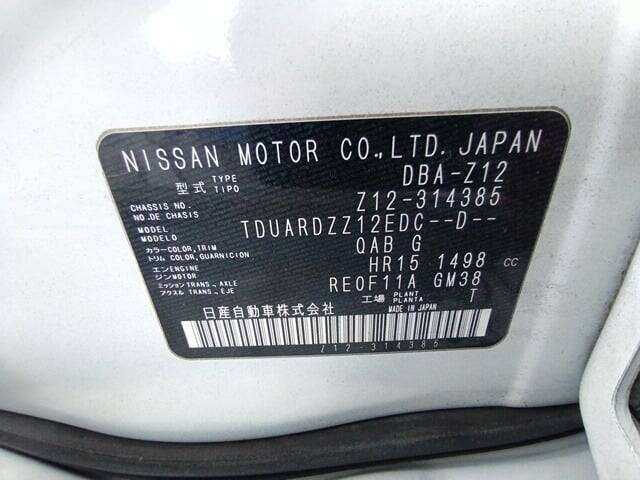 NISSAN MOTOR CO.,LTD. JAPAN
型式 TYPE TIPO DBA-Z12
CHASSIS NO. NO.DE CHASIS Z12-314385
MODEL MODELO TDUARDZZ12EDC--D--
カラー COLOR,TRIM トリム COLOR,GUARNICION QAB G
エンジン ENGINE MOTOR HR15 1498 CC
ミッション TRANS., AXLE アクスル TRANS.,EJE RE0F11A GM38
工場 PLANT PLANTA T
日産自動車株式会社 MADE IN JAPAN
Z12-314385